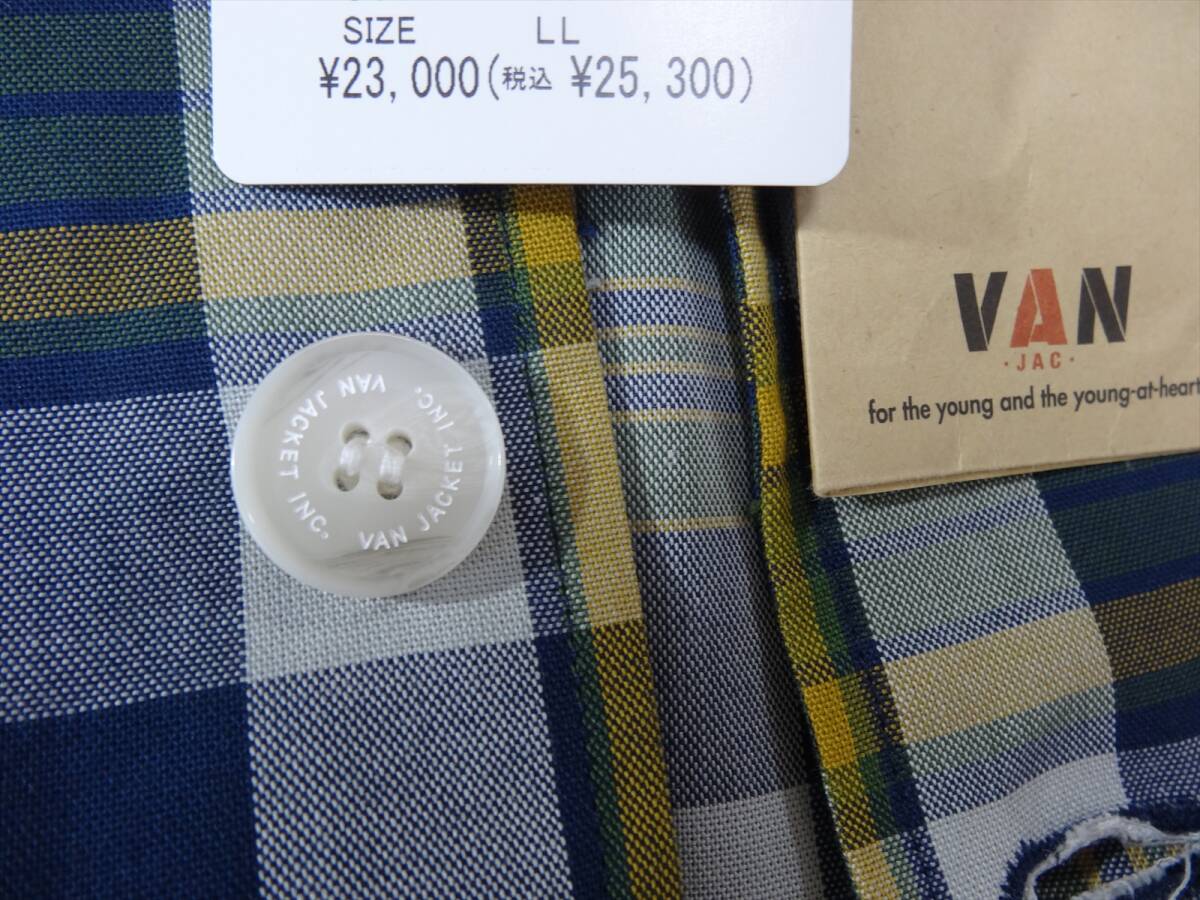 SIZE LL
¥23,000(税込 ¥25,300)
VAN
·JAC·
for the young and the young-at-heart
VAN JACKET INC.
VAN JACKET INC.